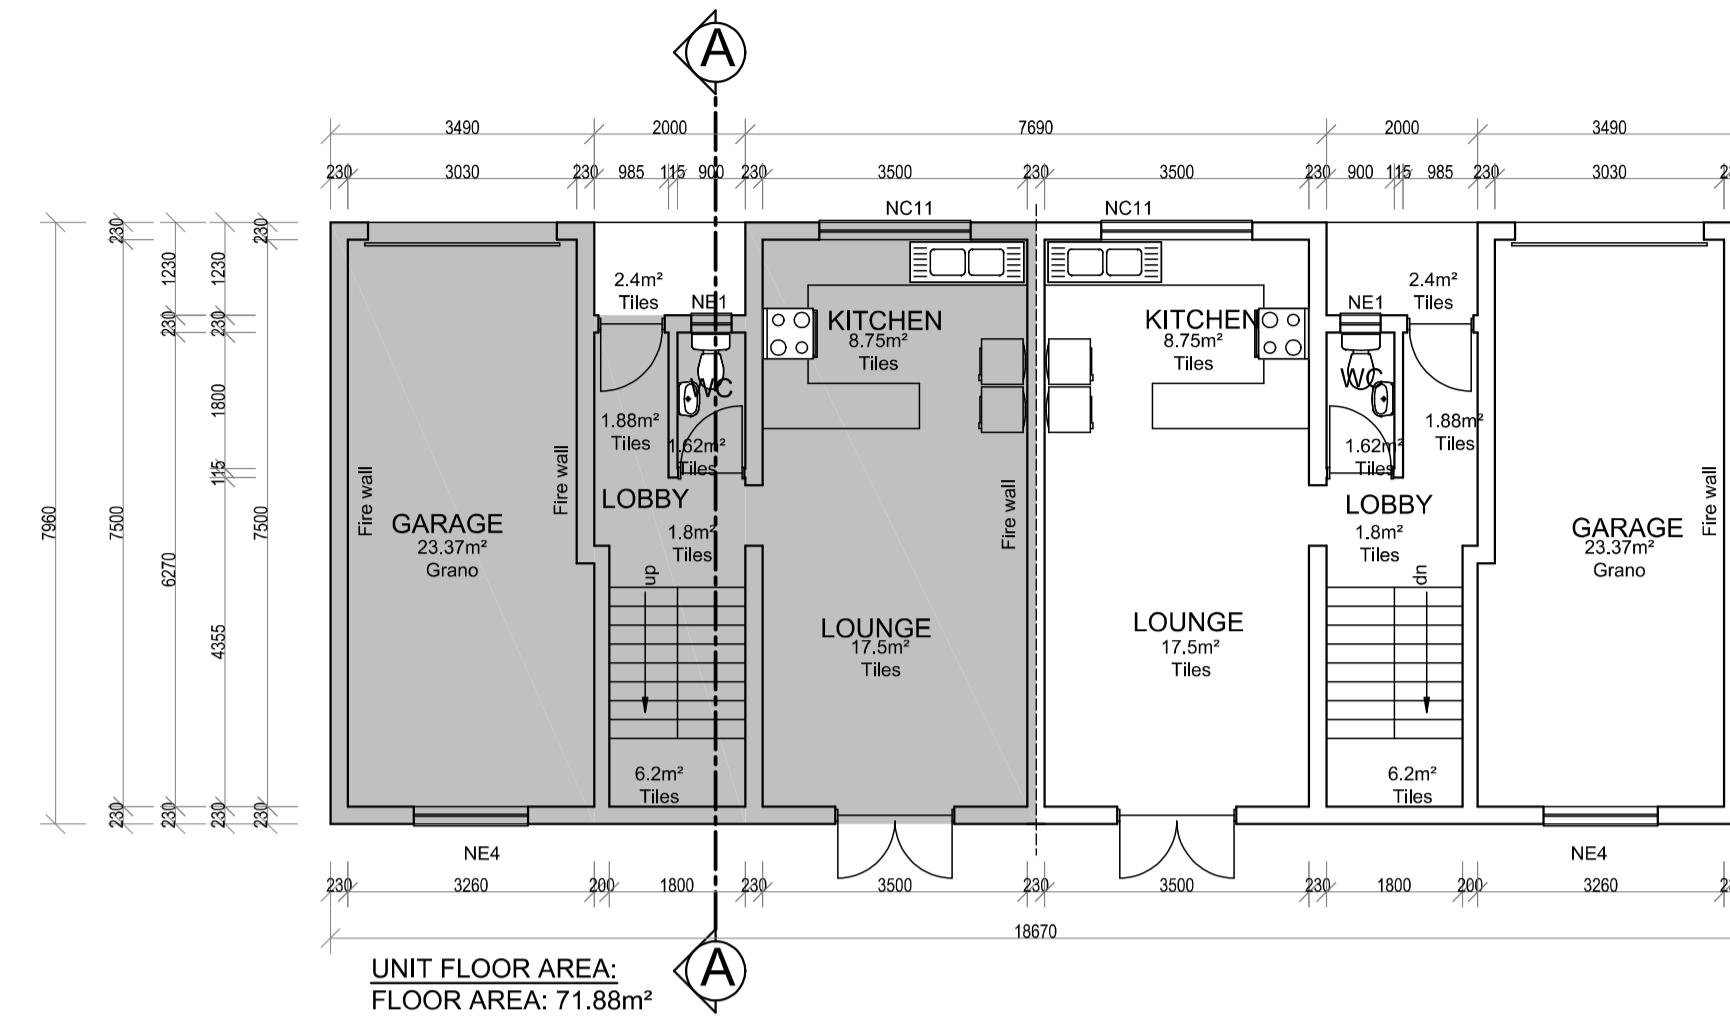 A
3490 2000 7690 2000 3490
230 3030 230 985 115 900 230 3500 230 3500 230 900 115 985 230 3030
NC11 NC11
7960
230 7500 230
1230 230 6270 230
1230 230 1800 115 4355 230
230 7500 230
2.4m²
Tiles
NE1
KITCHEN
8.75m²
Tiles
WC
1.88m²
Tiles
1.62m²
Tiles
LOBBY
1.8m²
Tiles
Fire wall
GARAGE
23.37m²
Grano
Fire wall
up
LOUNGE
17.5m²
Tiles
Fire wall
6.2m²
Tiles
KITCHEN
8.75m²
Tiles
NE1
2.4m²
Tiles
WC
1.62m²
Tiles
1.88m²
Tiles
LOBBY
1.8m²
Tiles
dn
LOUNGE
17.5m²
Tiles
6.2m²
Tiles
GARAGE
23.37m²
Grano
Fire wall
NE4 NE4
230 3260 200 1800 230 3500 230 3500 230 1800 200 3260
18670
A
UNIT FLOOR AREA:
FLOOR AREA: 71.88m²